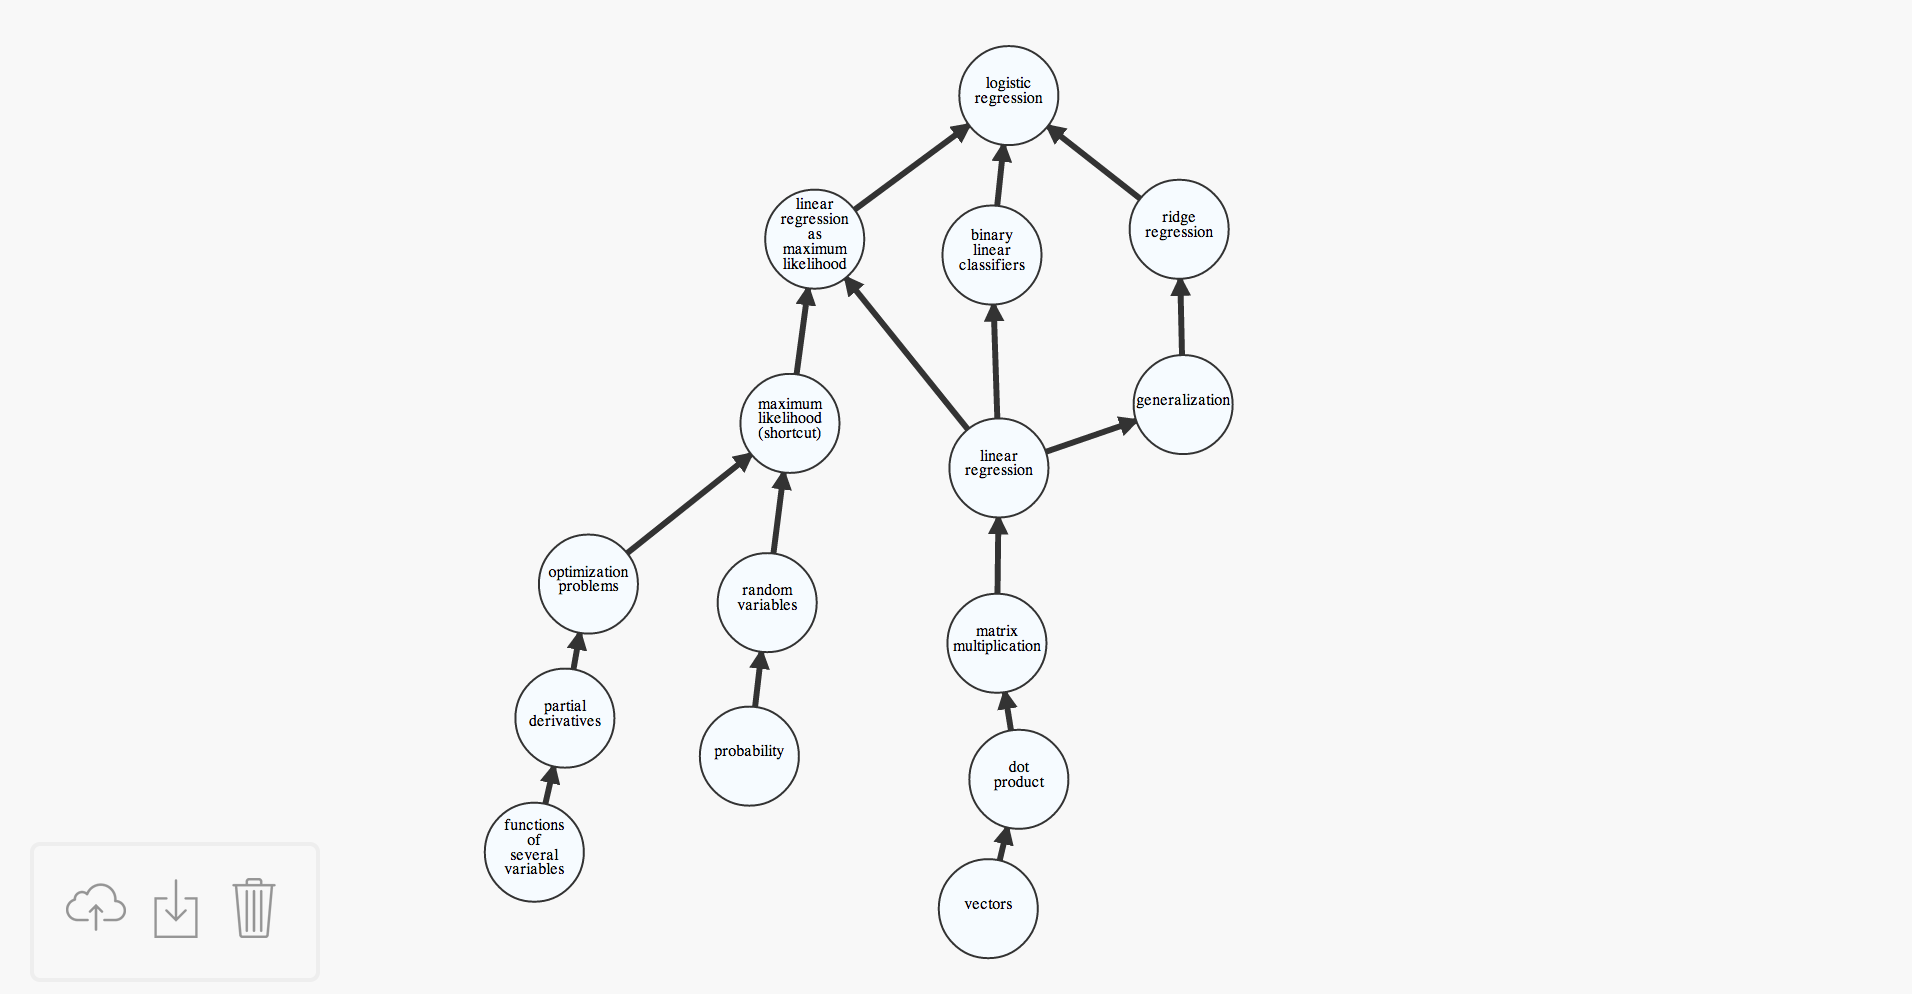 logistic
regression
linear
regression
as
maximum
likelihood
binary
linear
classifiers
ridge
regression
maximum
likelihood
(shortcut)
generalization
linear
regression
optimization
problems
random
variables
matrix
multiplication
partial
derivatives
probability
dot
product
functions
of
several
variables
vectors